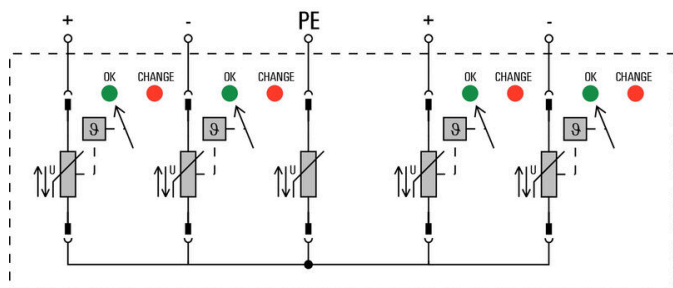 + - PE + -
OK CHANGE OK CHANGE OK CHANGE OK CHANGE
ϑ ϑ ϑ ϑ
U U U U U